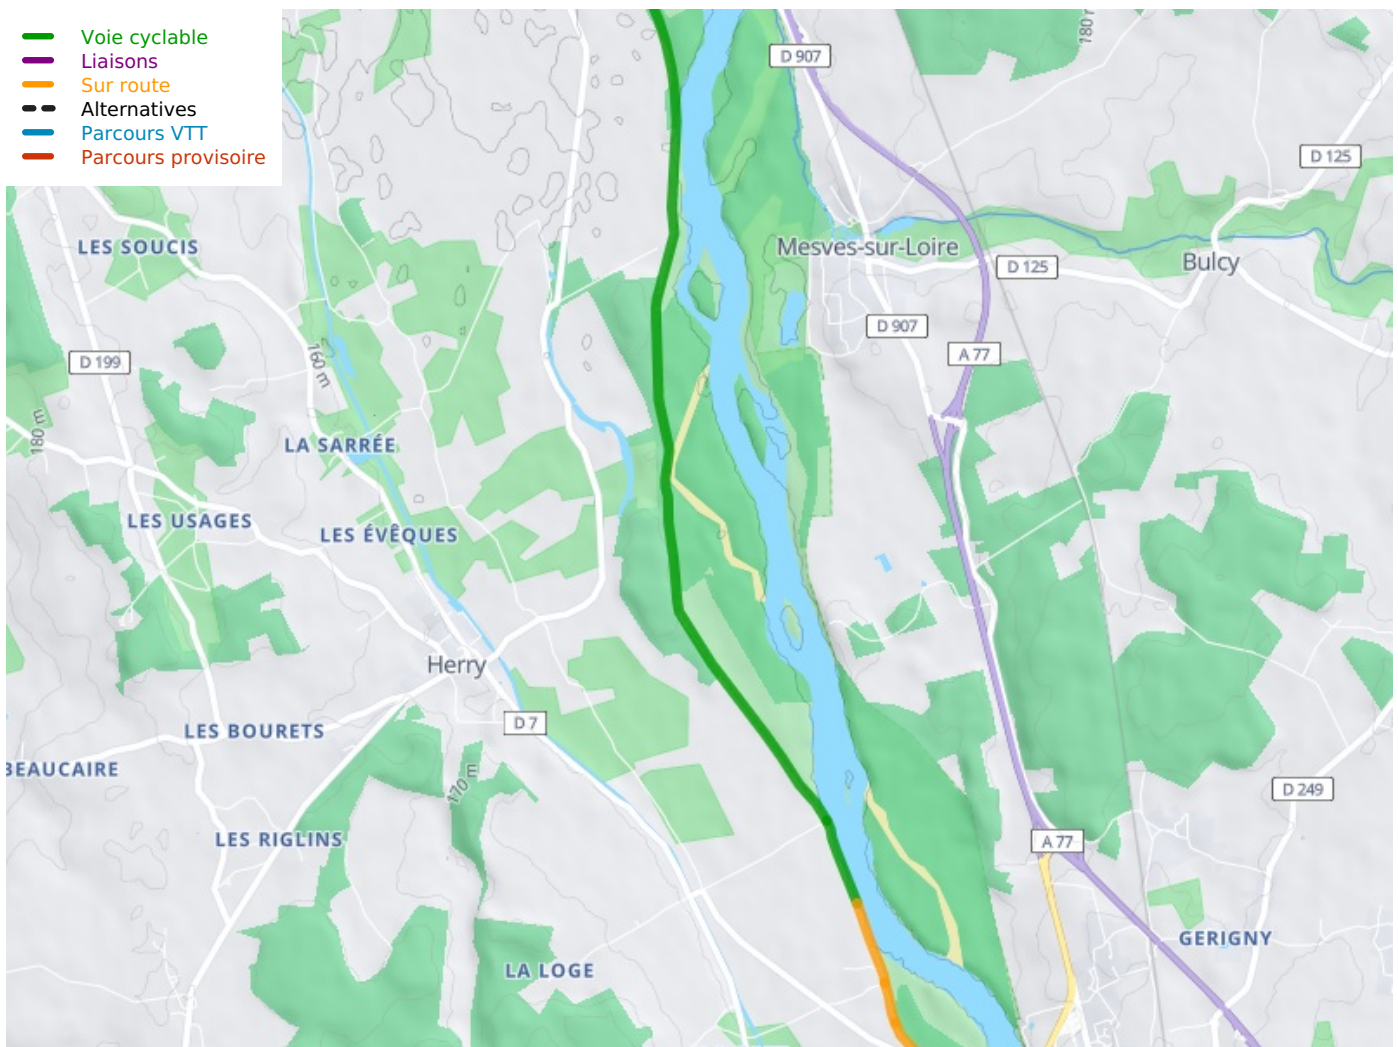 Voie cyclable
Liaisons
Sur route
Alternatives
Parcours VTT
Parcours provisoire
180 m
D 907
D 125
LES SOUCIS
Mesves-sur-Loire
D 125
Bulcy
D 907
A 77
D 199
160 m
180 m
LA SARRÉE
LES USAGES
LES ÉVÊQUES
Herry
D 7
LES BOURETS
BEAUCAIRE
170 m
D 249
LES RIGLINS
A 77
GERIGNY
LA LOGE